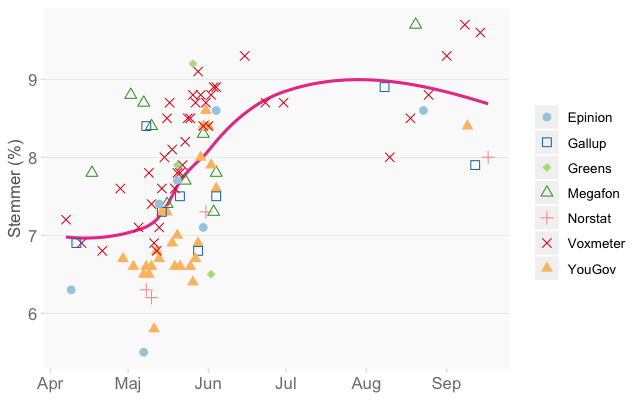 Stemmer (%)
9
8
7
6
Apr Maj Jun Jul Aug Sep
Epinion
Gallup
Greens
Megafon
Norstat
Voxmeter
YouGov